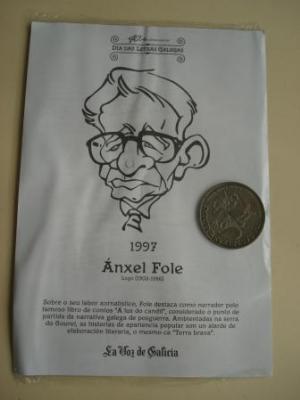 40
DIA DAS LETRAS GALEGAS
1997
Ánxel Fole
Lugo (1903-1986)
Sobre o seu labor xornalístico, Fole destaca como narrador polo
famoso libro de contos "Á lus do candil", considerado o punto de
partida da narrativa galega de posguerra. Ambientadas na serra
do Courel, as historias de aparencia popular son un alarde de
elaboración literaria, o mesmo ca "Terra brava".
La Voz de Galicia